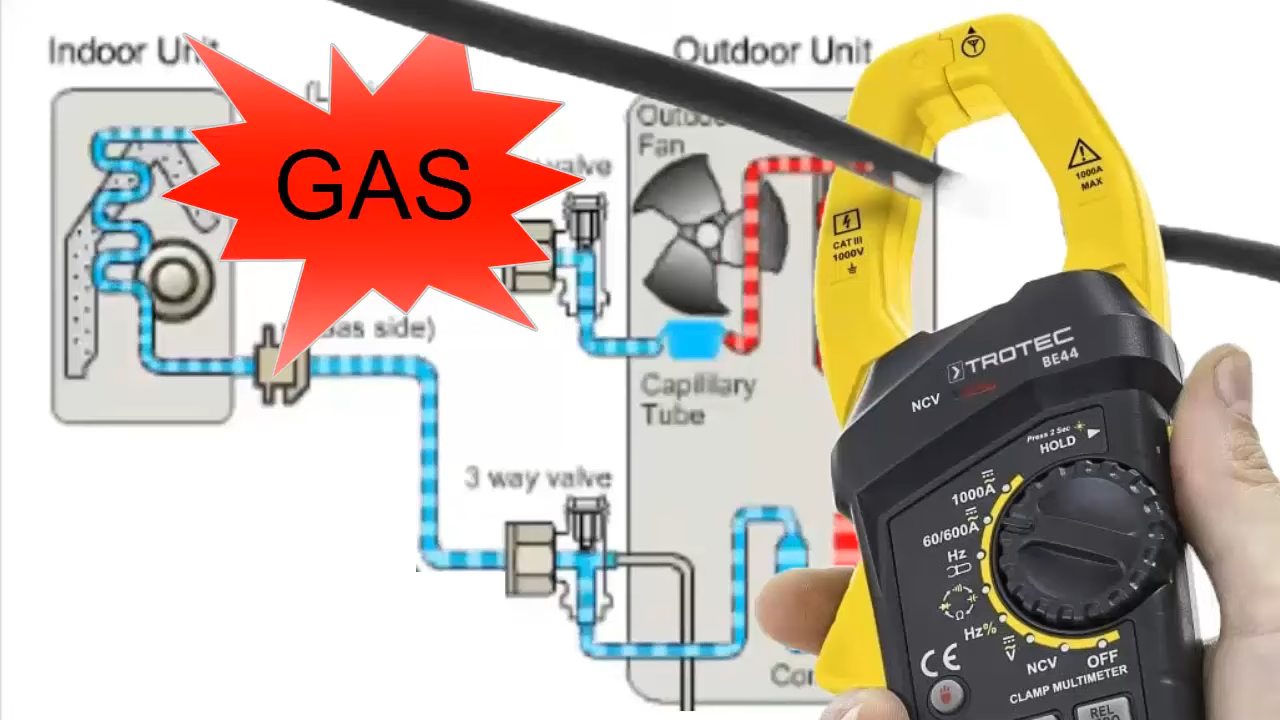 Indoor Unit
Outdoor Unit
GAS
Fan
valve
Gas side)
Capillilary
Tube
3 way valve
1000A
MAX
CAT III
1000V
TROTEC
BE44
NCV
Press 2 Sec
HOLD
1000A
60/600A
Hz
Ω
Hz%
V
NCV
OFF
CE
CLAMP MULTIMETER
REL